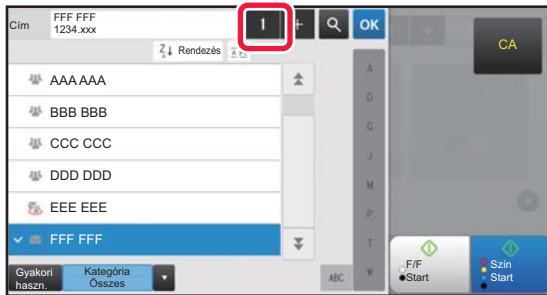 Cím
FFF FFF
1234.xxx
1
+
OK
CA
Z A Rendezés
AAA AAA
BBB BBB
CCC CCC
DDD DDD
EEE EEE
FFF FFF
A
D
G
J
M
P
T
W
Gyakori
haszn.
Kategória
Összes
ABC
F/F
Start
Szín
Start